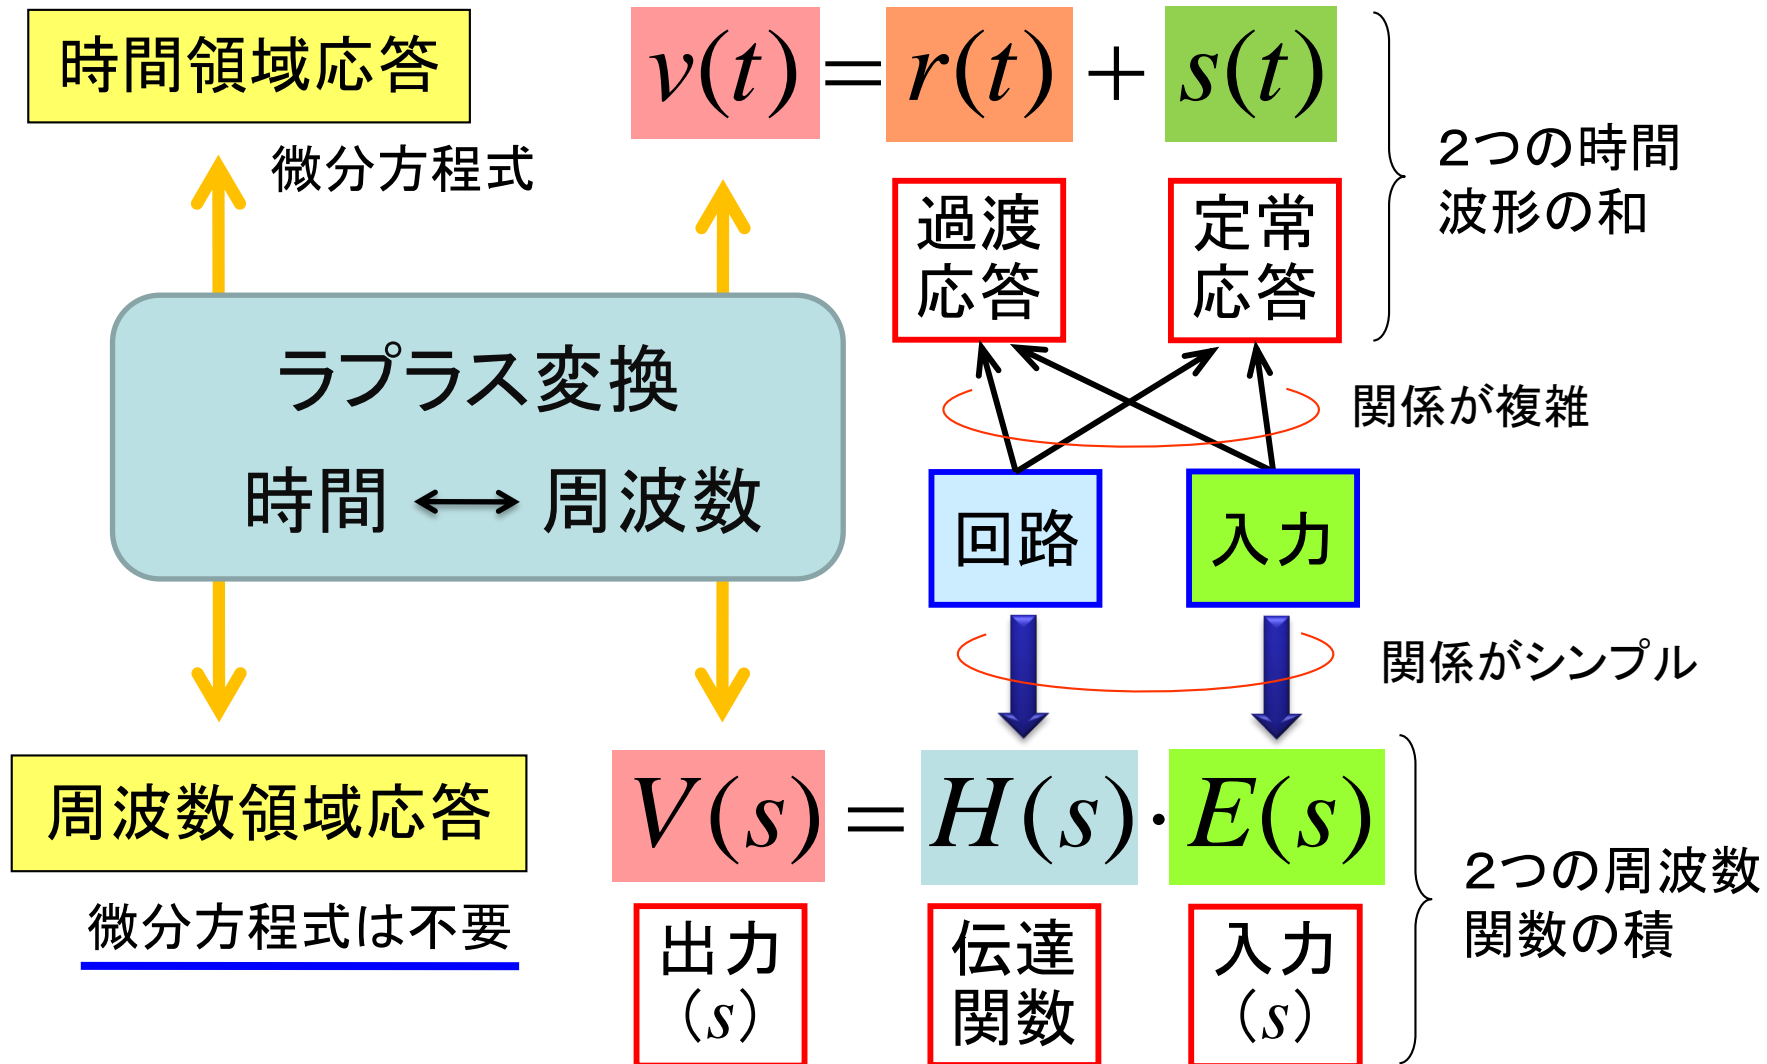 時間領域応答
v(t) = r(t) + s(t)
微分方程式
2つの時間
波形の和
過渡
応答
定常
応答
ラプラス変換
時間 ↔ 周波数
関係が複雑
回路
入力
関係がシンプル
周波数領域応答
V(s) = H(s)·E(s)
微分方程式は不要
出力
(s)
伝達
関数
入力
(s)
2つの周波数
関数の積